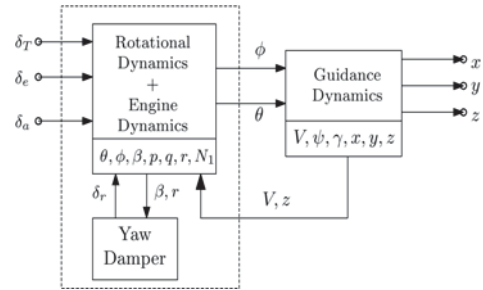 δ_T
δ_e
δ_a
Rotational
Dynamics
+
Engine
Dynamics
θ, ϕ, β, p, q, r, N_1
ϕ
θ
Guidance
Dynamics
V, ψ, γ, x, y, z
x
y
z
δ_r
β, r
V, z
Yaw
Damper